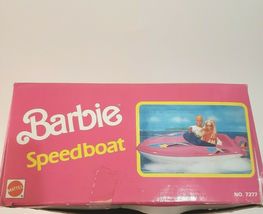 Barbie
Speedboat
MATTEL
NO. 7277